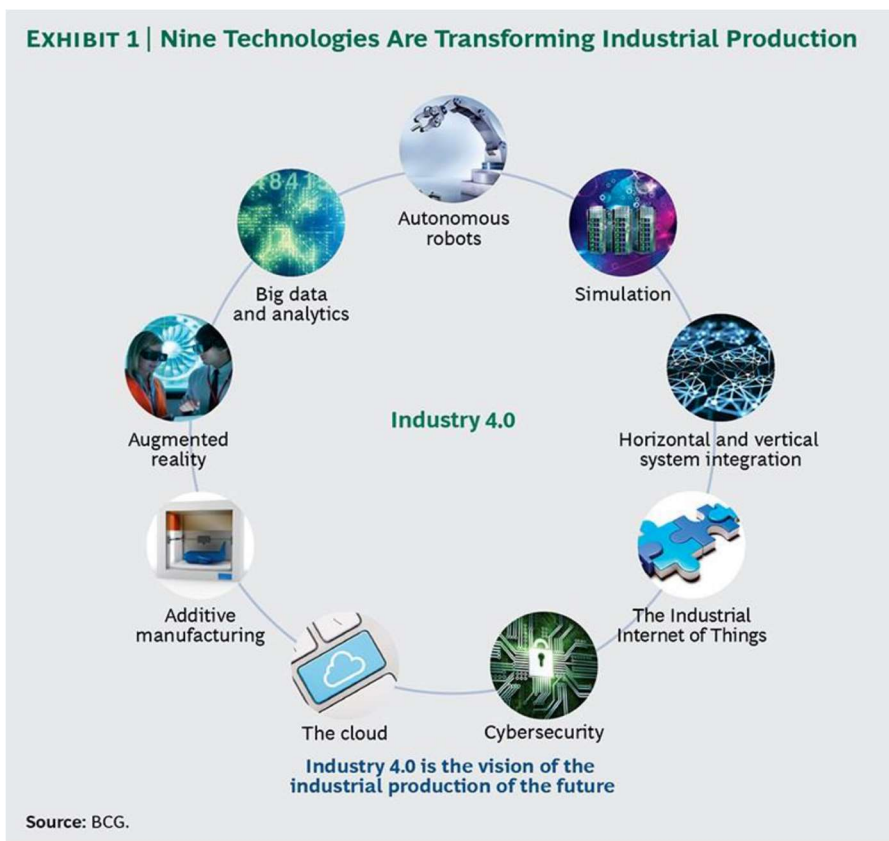 EXHIBIT 1 | Nine Technologies Are Transforming Industrial Production
Autonomous
robots
Simulation
Horizontal and vertical
system integration
The Industrial
Internet of Things
Cybersecurity
The cloud
Additive
manufacturing
Augmented
reality
Big data
and analytics
Industry 4.0
Industry 4.0 is the vision of the
industrial production of the future
Source: BCG.